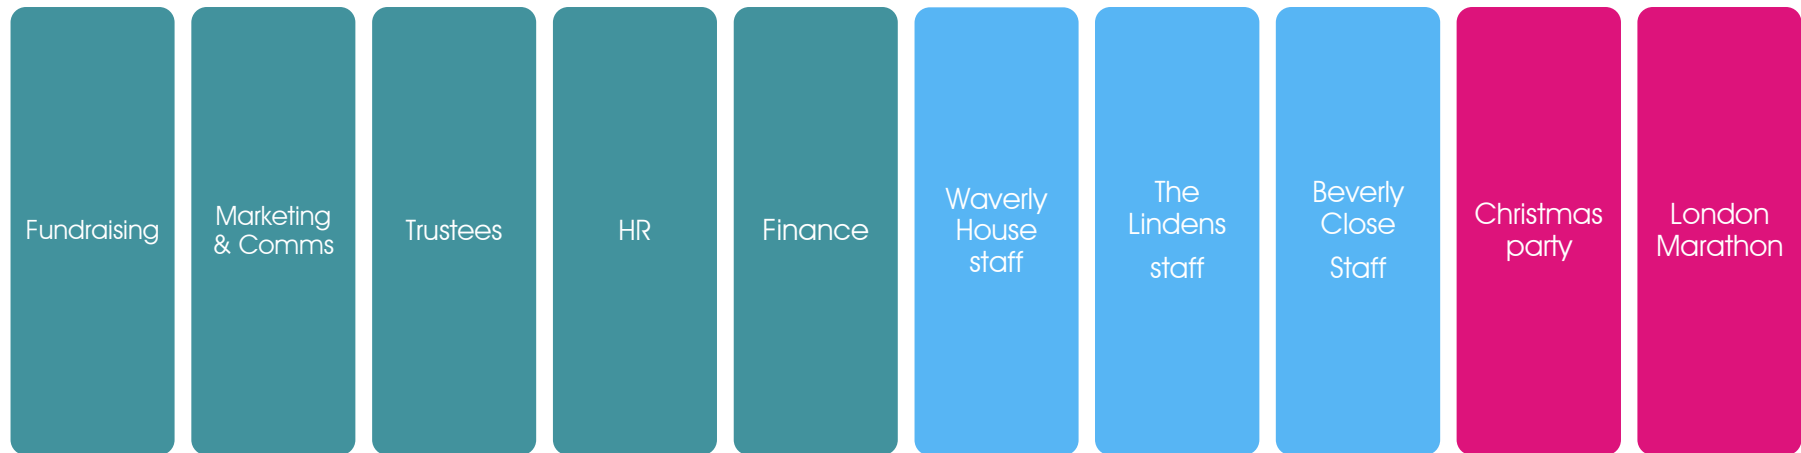 Fundraising
Marketing
& Comms
Trustees
HR
Finance
Waverly
House
staff
The
Lindens
staff
Beverly
Close
Staff
Christmas
party
London
Marathon